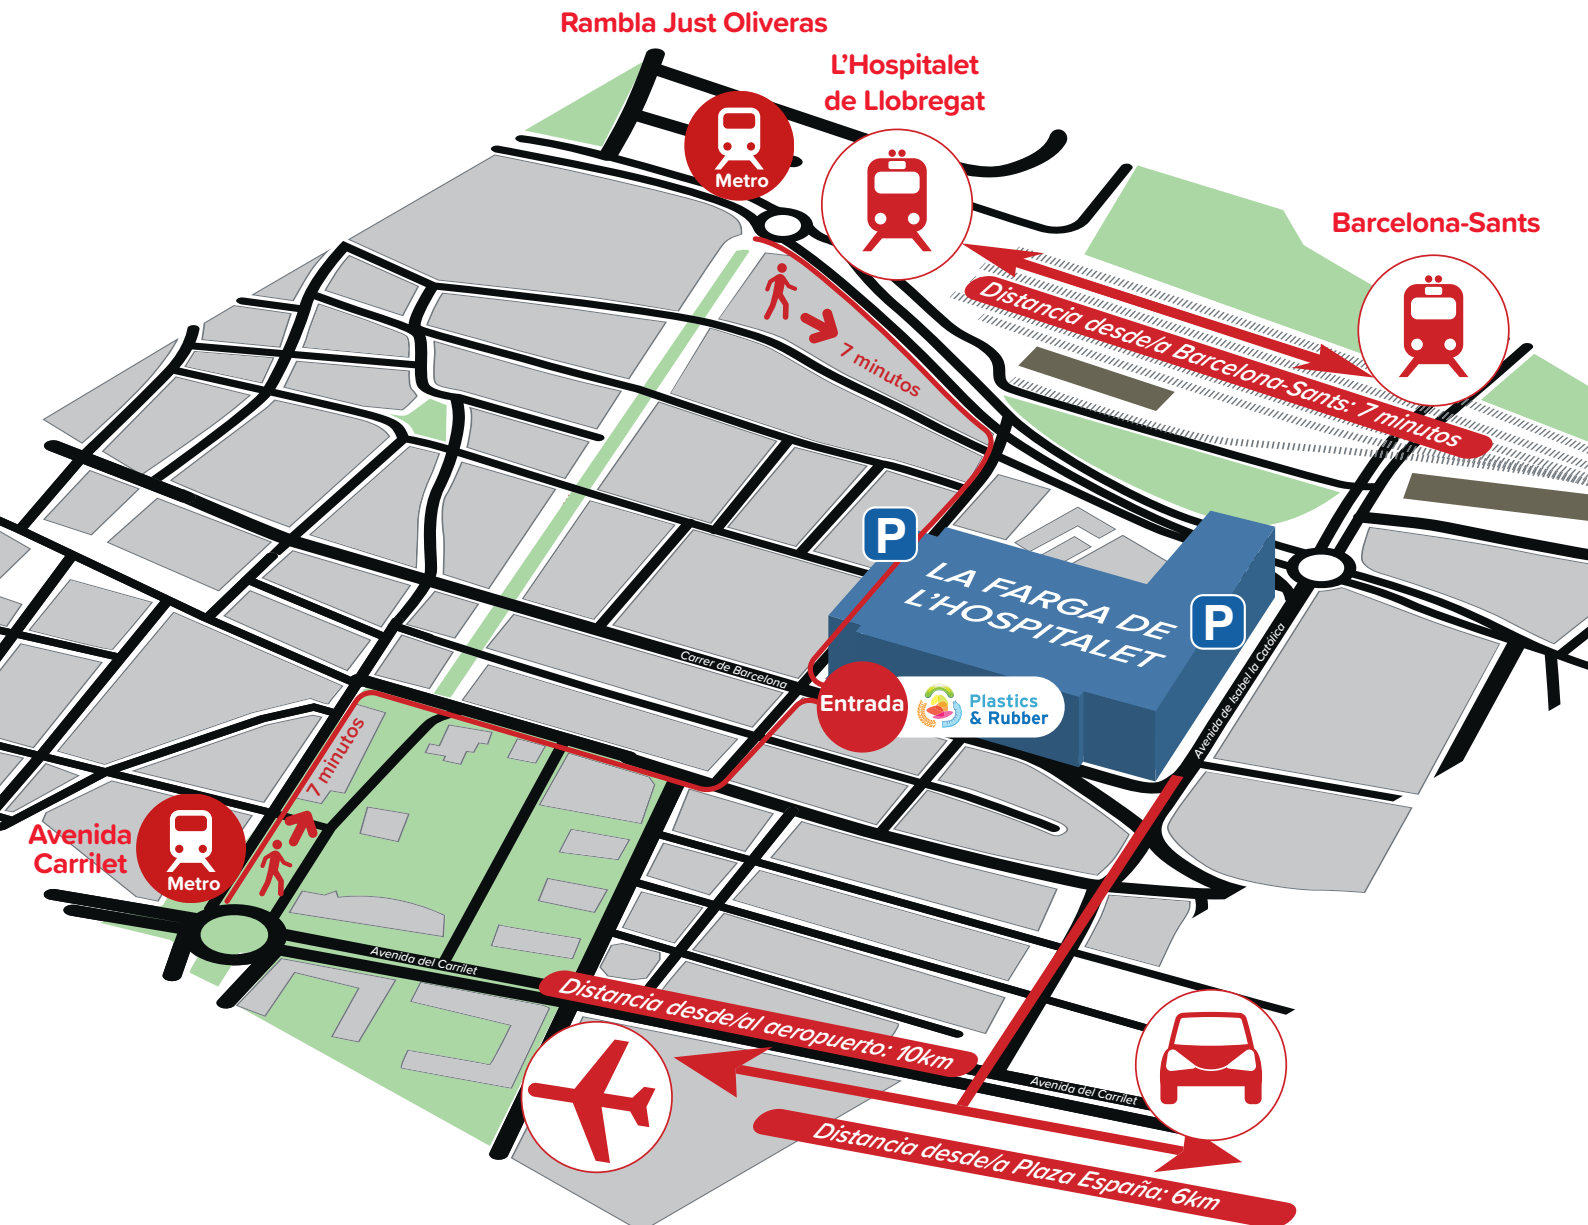 Rambla Just Oliveras
L'Hospitalet
de Llobregat
Metro
Barcelona-Sants
Distancia desde/a Barcelona-Sants: 7 minutos
7 minutos
P
LA FARGA DE
L'HOSPITALET
P
Carrer de Barcelona
Entrada
Plastics
& Rubber
Avenida de Isabel la Católica
7 minutos
Avenida
Carrilet
Metro
Avenida del Carrilet
Distancia desde/al aeropuerto: 10km
Avenida del Carrilet
Distancia desde/a Plaza España: 6km